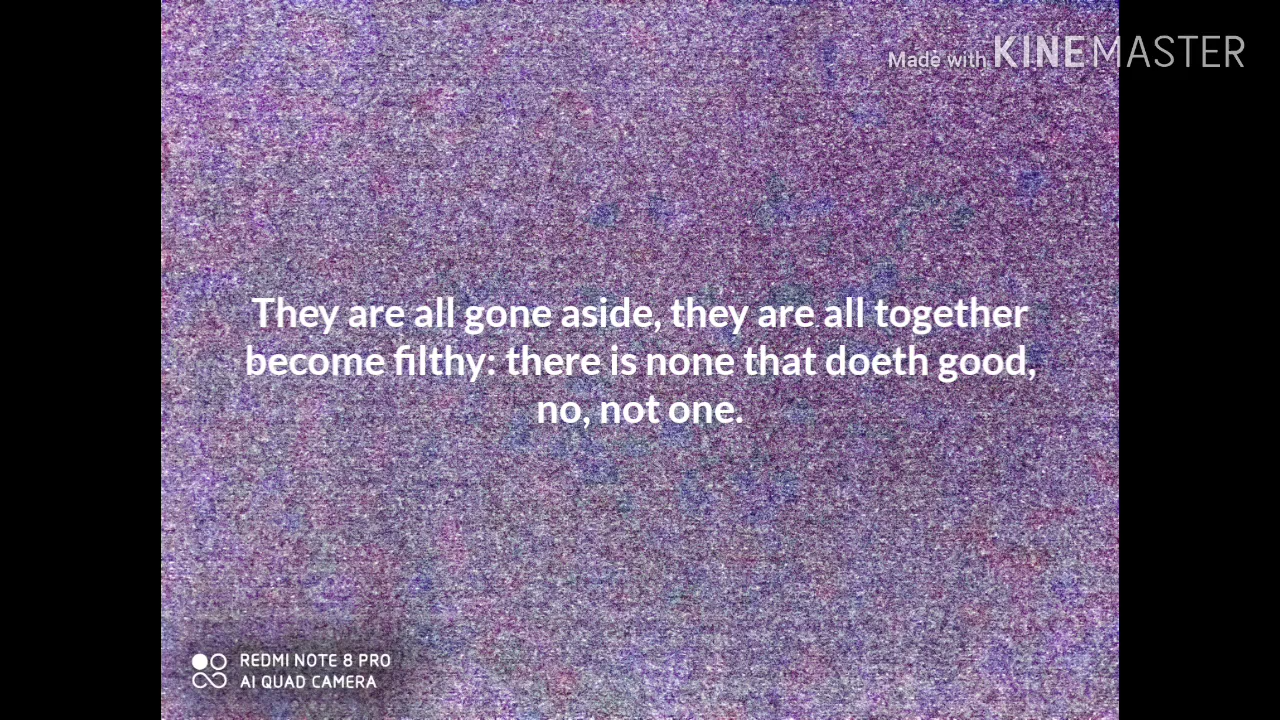 Made with KINEMASTER
They are all gone aside, they are all together
become filthy: there is none that doeth good,
no, not one.
REDMI NOTE 8 PRO
AI QUAD CAMERA